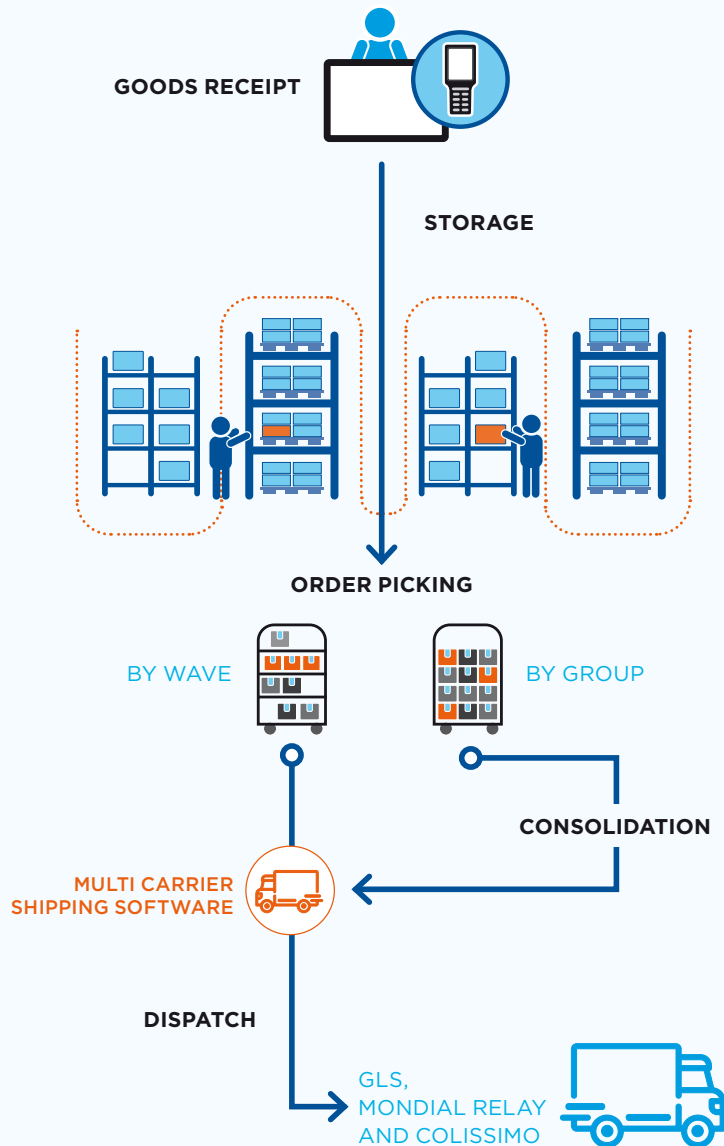 GOODS RECEIPT
STORAGE
ORDER PICKING
BY WAVE
BY GROUP
CONSOLIDATION
MULTI CARRIER
SHIPPING SOFTWARE
DISPATCH
GLS,
MONDIAL RELAY
AND COLISSIMO